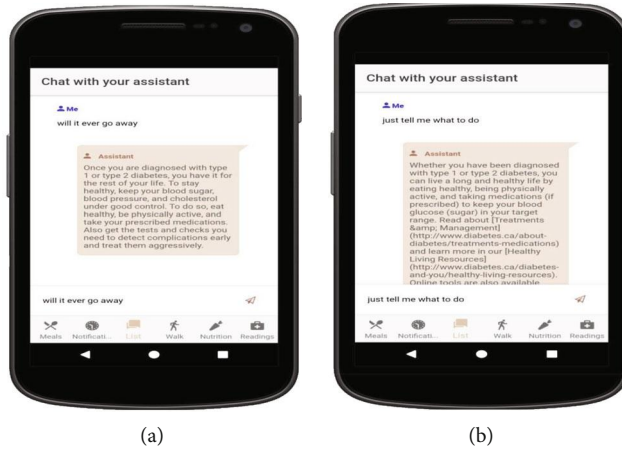 Chat with your assistant
Me
will it ever go away
Assistant
Once you are diagnosed with type
1 or type 2 diabetes, you have it for
the rest of your life. To stay
healthy, keep your blood sugar,
blood pressure, and cholesterol
under good control. To do so, eat
healthy, be physically active, and
take your prescribed medications.
Also get the tests and checks you
need to detect complications early
and treat them aggressively.
will it ever go away
Meals Notificati... List Walk Nutrition Readings
(a)
Chat with your assistant
Me
just tell me what to do
Assistant
Whether you have been diagnosed
with type 1 or type 2 diabetes, you
can live a long and healthy life by
eating healthy, being physically
active, and taking medications (if
prescribed) to keep your blood
glucose (sugar) in your target
range. Read about [Treatments
&amp; Management]
(http://www.diabetes.ca/about-
diabetes/treatments-medications)
and learn more in our [Healthy
Living Resources]
(http://www.diabetes.ca/diabetes-
and-you/healthy-living-resources).
Online tools are also available
just tell me what to do
Meals Notificati... List Walk Nutrition Readings
(b)